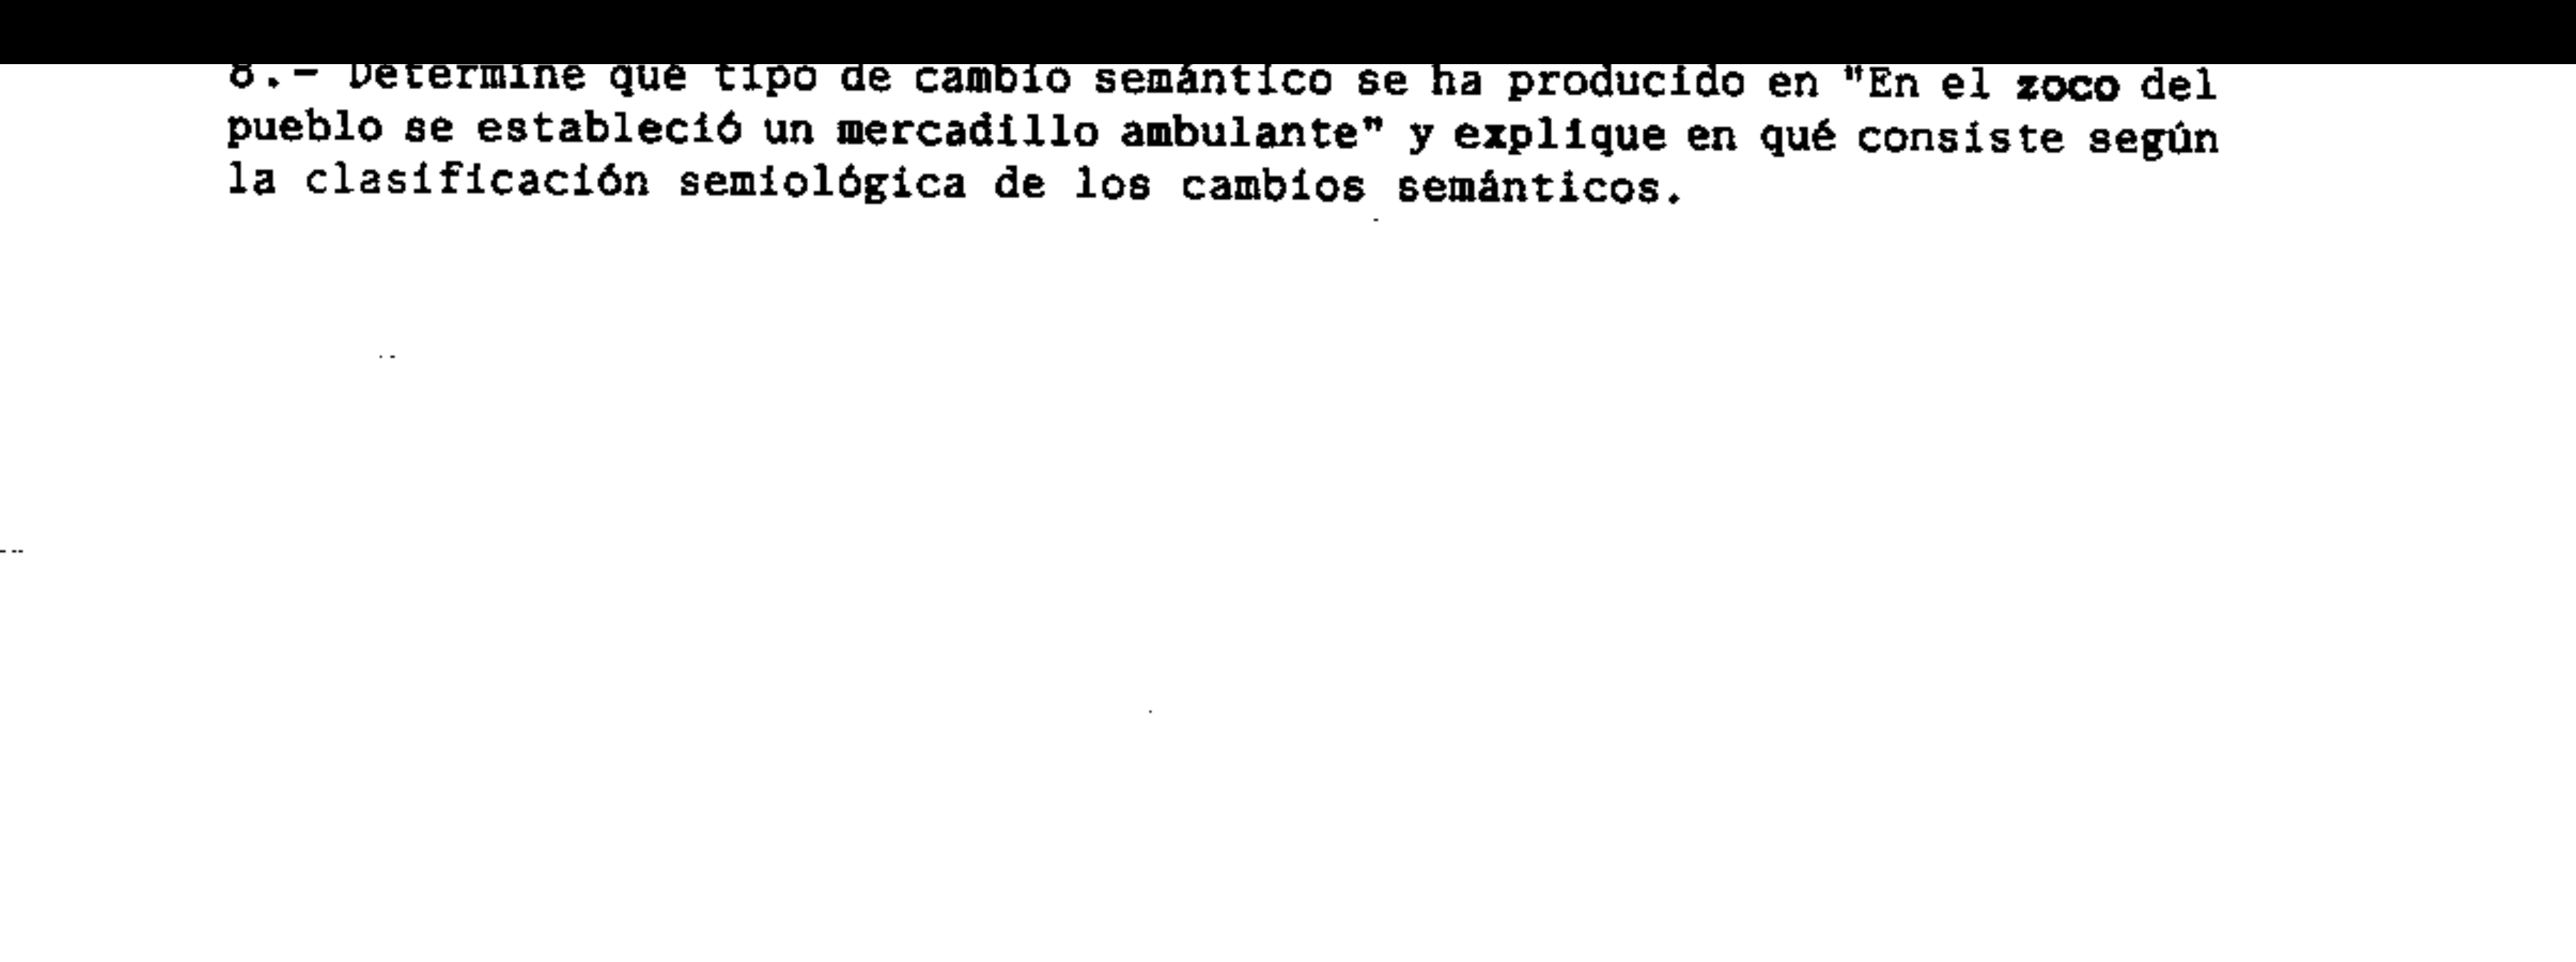 8.- Determine qué tipo de cambio semántico se ha producido en "En el zoco del
pueblo se estableció un mercadillo ambulante" y explique en qué consiste según
la clasificación semiológica de los cambios semánticos.